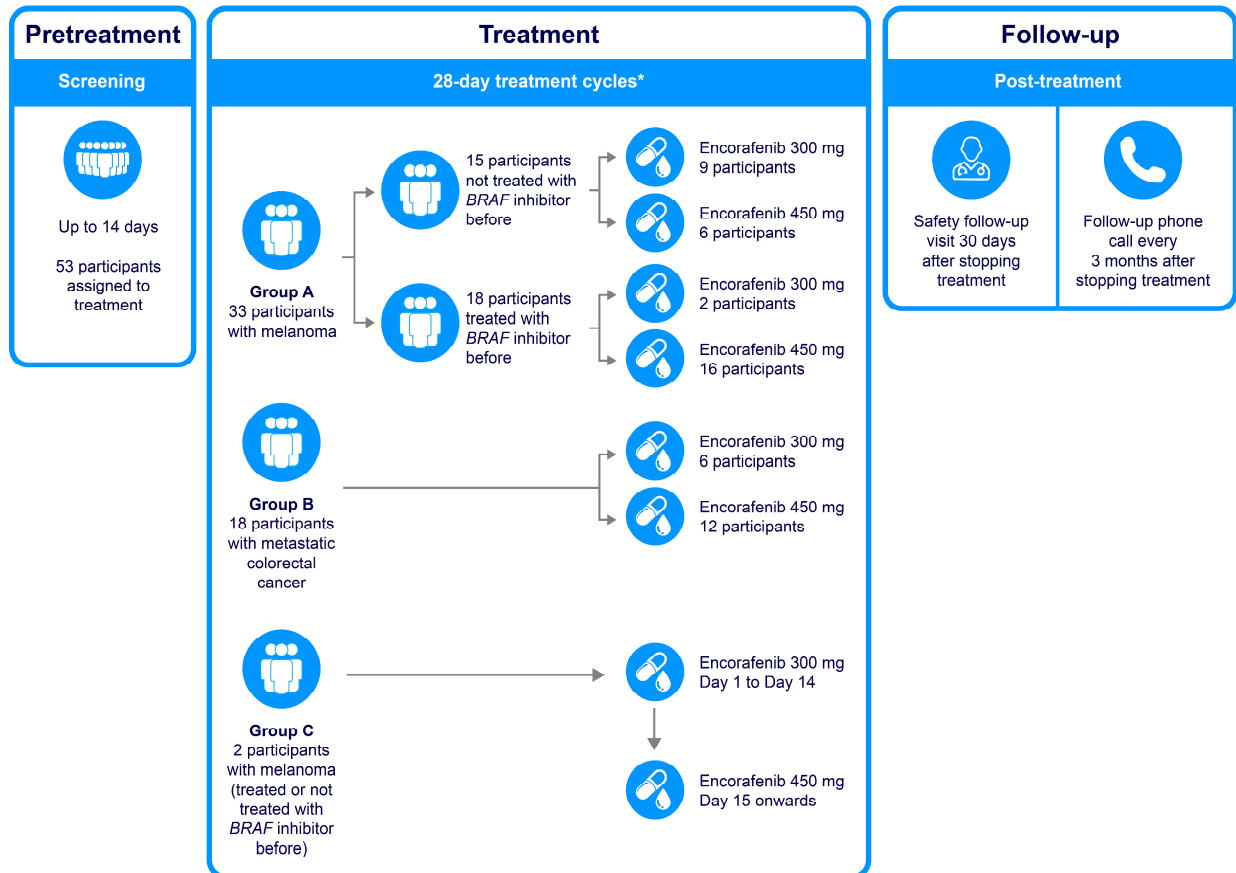 Pretreatment
Screening
Up to 14 days
53 participants
assigned to
treatment
Treatment
28-day treatment cycles*
Group A
33 participants
with melanoma
15 participants
not treated with
BRAF inhibitor
before
Encorafenib 300 mg
9 participants
Encorafenib 450 mg
6 participants
18 participants
treated with
BRAF inhibitor
before
Encorafenib 300 mg
2 participants
Encorafenib 450 mg
16 participants
Group B
18 participants
with metastatic
colorectal
cancer
Encorafenib 300 mg
6 participants
Encorafenib 450 mg
12 participants
Group C
2 participants
with melanoma
(treated or not
treated with
BRAF inhibitor
before)
Encorafenib 300 mg
Day 1 to Day 14
Encorafenib 450 mg
Day 15 onwards
Follow-up
Post-treatment
Safety follow-up
visit 30 days
after stopping
treatment
Follow-up phone
call every
3 months after
stopping treatment